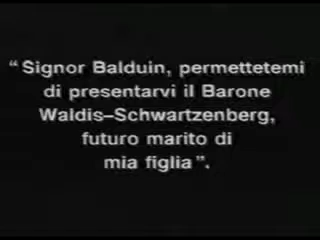 “Signor Balduin, permettetemi
di presentarvi il Barone
Waldis–Schwartzenberg,
futuro marito di
mia figlia”.